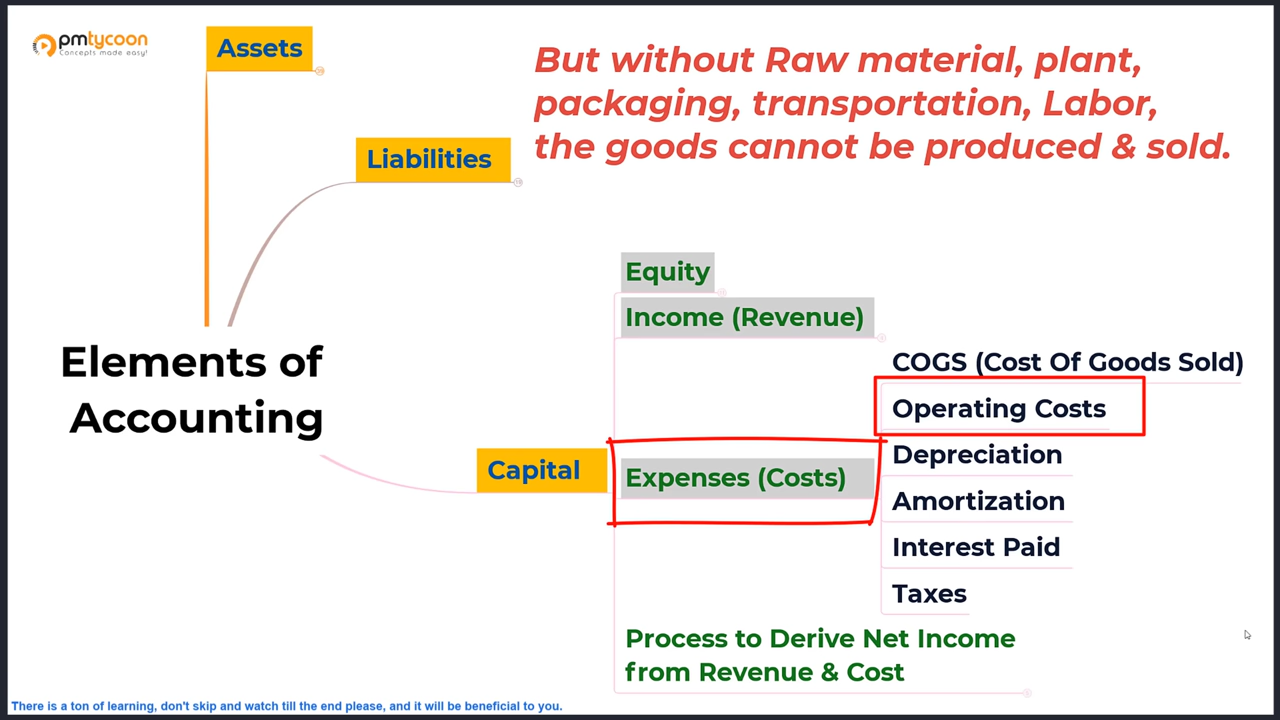 pmtycoon
Concepts made easy!
Assets
But without Raw material, plant,
packaging, transportation, Labor,
the goods cannot be produced & sold.
Liabilities
Equity
Income (Revenue)
Elements of
Accounting
COGS (Cost Of Goods Sold)
Operating Costs
Capital
Expenses (Costs)
Depreciation
Amortization
Interest Paid
Taxes
Process to Derive Net Income
from Revenue & Cost
There is a ton of learning, don't skip and watch till the end please, and it will be beneficial to you.